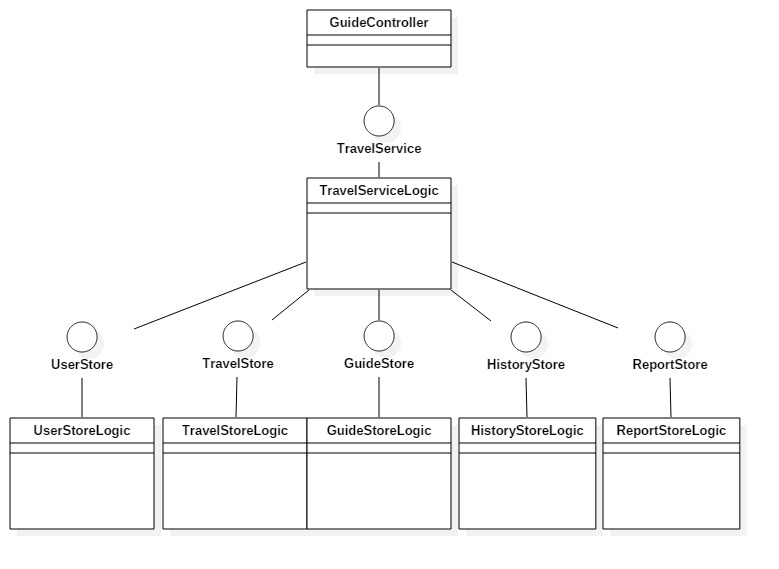 GuideController
TravelService
TravelServiceLogic
UserStore
TravelStore
GuideStore
HistoryStore
ReportStore
UserStoreLogic
TravelStoreLogic
GuideStoreLogic
HistoryStoreLogic
ReportStoreLogic